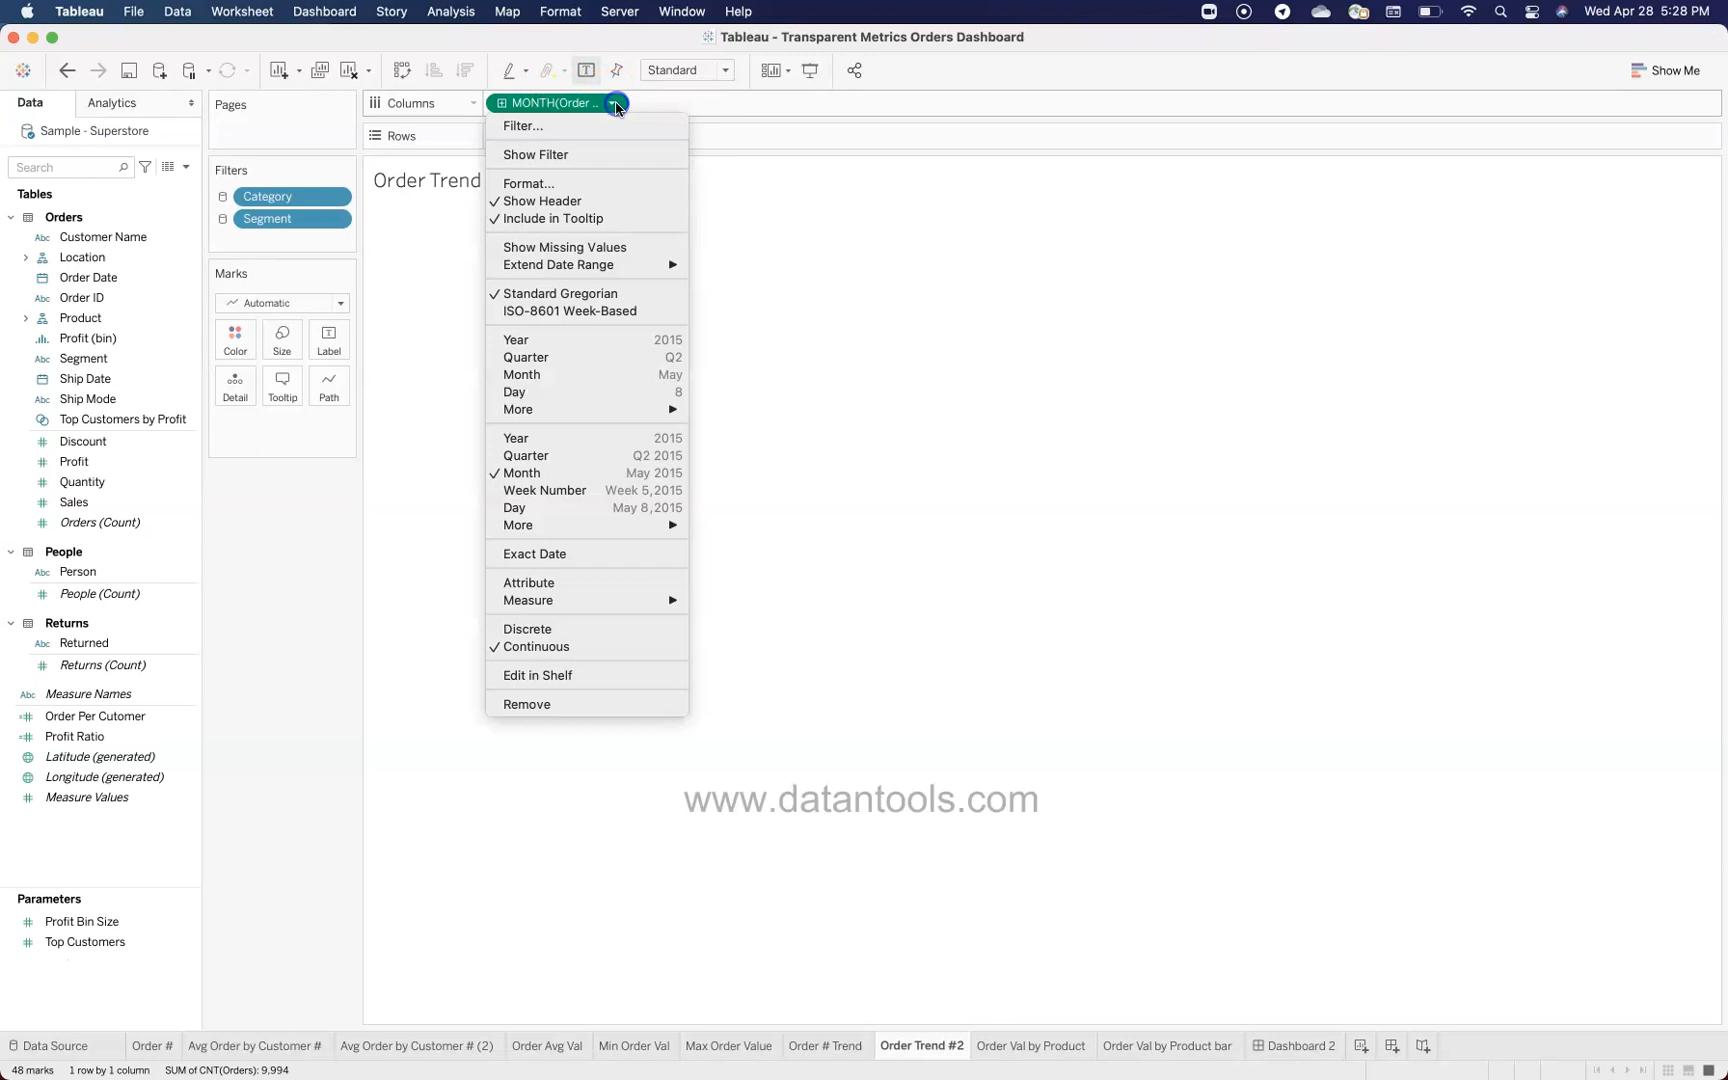 Tableau File Data Worksheet Dashboard Story Analysis Map Format Server Window Help Wed Apr 28 5:28 PM
Tableau - Transparent Metrics Orders Dashboard
Standard Show Me
Data Analytics Pages Columns MONTH(Order ..
Sample - Superstore
Rows
Search
Filters
Order Trend
Category
Segment
Marks
Automatic
Color Size Label
Detail Tooltip Path
Tables
Orders
Abc Customer Name
Location
Order Date
Abc Order ID
Product
Profit (bin)
Abc Segment
Ship Date
Abc Ship Mode
Top Customers by Profit
Discount
Profit
Quantity
Sales
Orders (Count)
People
Abc Person
People (Count)
Returns
Abc Returned
Returns (Count)
Abc Measure Names
Order Per Cutomer
Profit Ratio
Latitude (generated)
Longitude (generated)
Measure Values
Parameters
Profit Bin Size
Top Customers
Filter...
Show Filter
Format...
Show Header
Include in Tooltip
Show Missing Values
Extend Date Range
Standard Gregorian
ISO-8601 Week-Based
Year 2015
Quarter Q2
Month May
Day 8
More
Year 2015
Quarter Q2 2015
Month May 2015
Week Number Week 5,2015
Day May 8,2015
More
Exact Date
Attribute
Measure
Discrete
Continuous
Edit in Shelf
Remove
www.datantools.com
Data Source Order # Avg Order by Customer # Avg Order by Customer # (2) Order Avg Val Min Order Val Max Order Value Order # Trend Order Trend #2 Order Val by Product Order Val by Product bar Dashboard 2
48 marks 1 row by 1 column SUM of CNT(Orders): 9,994